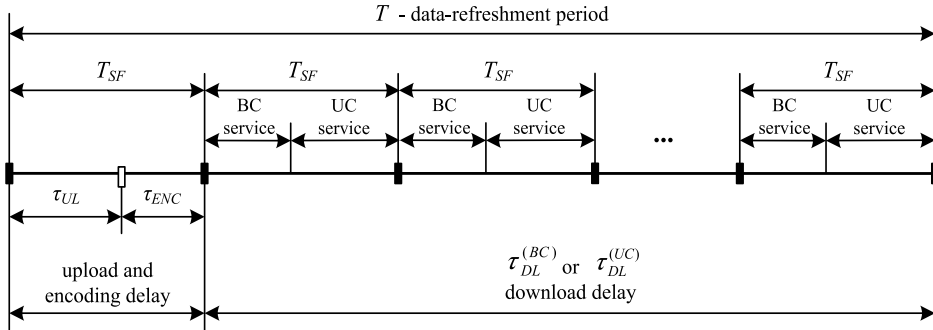 T - data-refreshment period
T_SF T_SF T_SF T_SF
BC service UC service BC service UC service ... BC service UC service
τ_UL τ_ENC
upload and
encoding delay
τ_DL^(BC) or τ_DL^(UC)
download delay